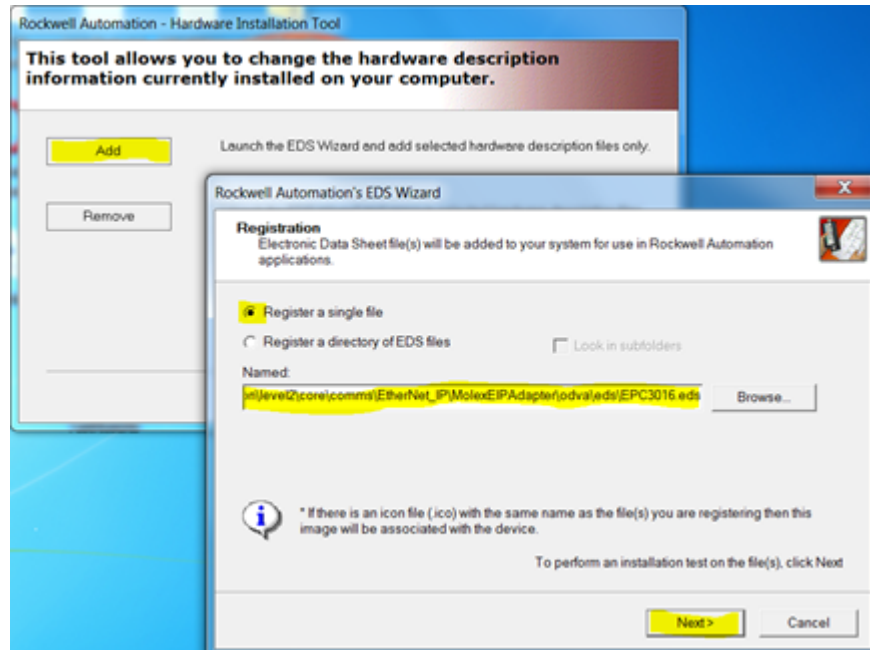 Rockwell Automation - Hardware Installation Tool
This tool allows you to change the hardware description
information currently installed on your computer.
Add
Launch the EDS Wizard and add selected hardware description files only.
Remove
Rockwell Automation's EDS Wizard
Registration
Electronic Data Sheet file(s) will be added to your system for use in Rockwell Automation
applications.
Register a single file
Register a directory of EDS files
Look in subfolders
Named:
\level2\core\comms\EtherNet_IP\MolexEIPAdapter\odva\eds\EPC3016.eds
Browse...
* If there is an icon file (.ico) with the same name as the file(s) you are registering then this
image will be associated with the device.
To perform an installation test on the file(s), click Next
Next >
Cancel